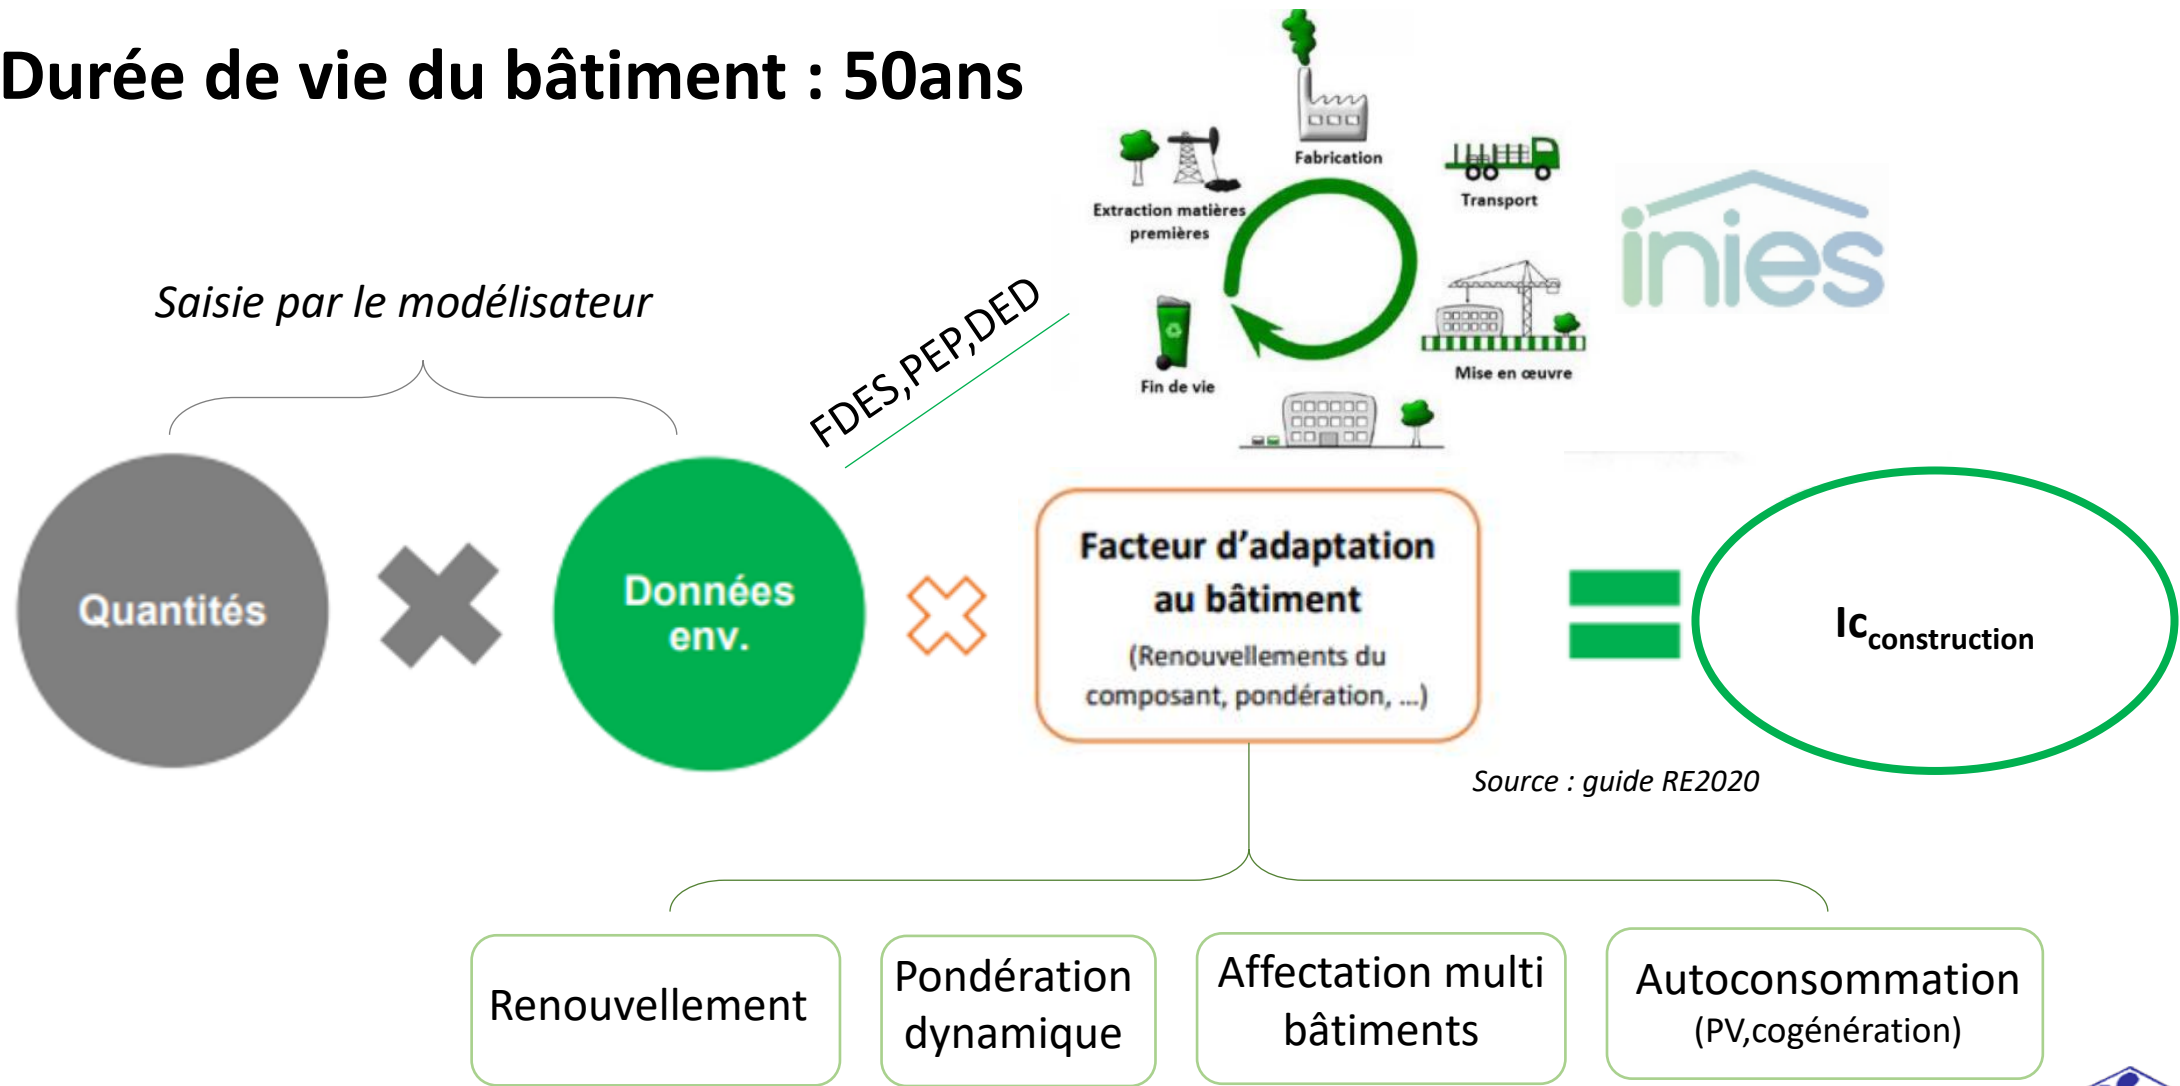 Durée de vie du bâtiment : 50ans
Fabrication
Transport
Extraction matières
premières
inies
Saisie par le modélisateur
FDES,PEP,DED
Mise en œuvre
Fin de vie
Quantités
Données
env.
Facteur d'adaptation
au bâtiment
(Renouvellements du
composant, pondération, ...)
Ic construction
Source : guide RE2020
Renouvellement
Pondération
dynamique
Affectation multi
bâtiments
Autoconsommation
(PV,cogénération)